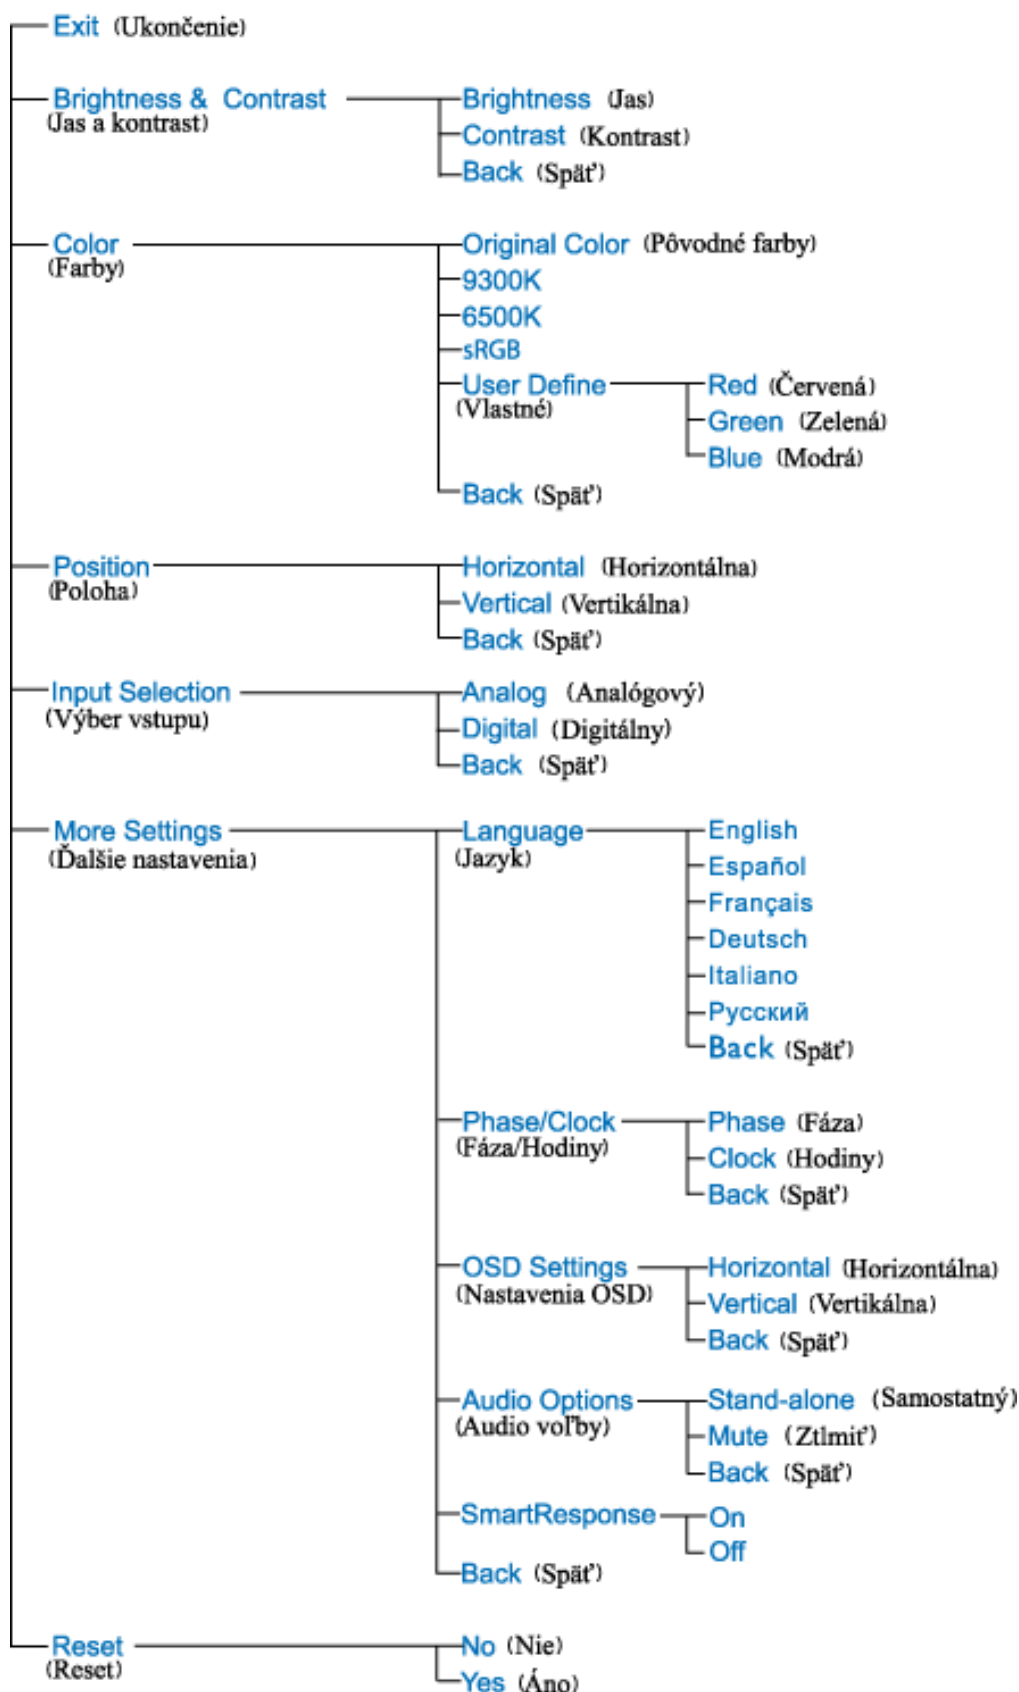 Exit (Ukončenie)
Brightness & Contrast
(Jas a kontrast)
Brightness (Jas)
Contrast (Kontrast)
Back (Späť)
Color
(Farby)
Original Color (Pôvodné farby)
9300K
6500K
sRGB
User Define
(Vlastné)
Red (Červená)
Green (Zelená)
Blue (Modrá)
Back (Späť)
Position
(Poloha)
Horizontal (Horizontálna)
Vertical (Vertikálna)
Back (Späť)
Input Selection
(Výber vstupu)
Analog (Analógový)
Digital (Digitálny)
Back (Späť)
More Settings
(Ďalšie nastavenia)
Language
(Jazyk)
English
Español
Français
Deutsch
Italiano
Русский
Back (Späť)
Phase/Clock
(Fáza/Hodiny)
Phase (Fáza)
Clock (Hodiny)
Back (Späť)
OSD Settings
(Nastavenia OSD)
Horizontal (Horizontálna)
Vertical (Vertikálna)
Back (Späť)
Audio Options
(Audio voľby)
Stand-alone (Samostatný)
Mute (Ztlmiť)
Back (Späť)
SmartResponse
On
Off
Back (Späť)
Reset
(Reset)
No (Nie)
Yes (Áno)